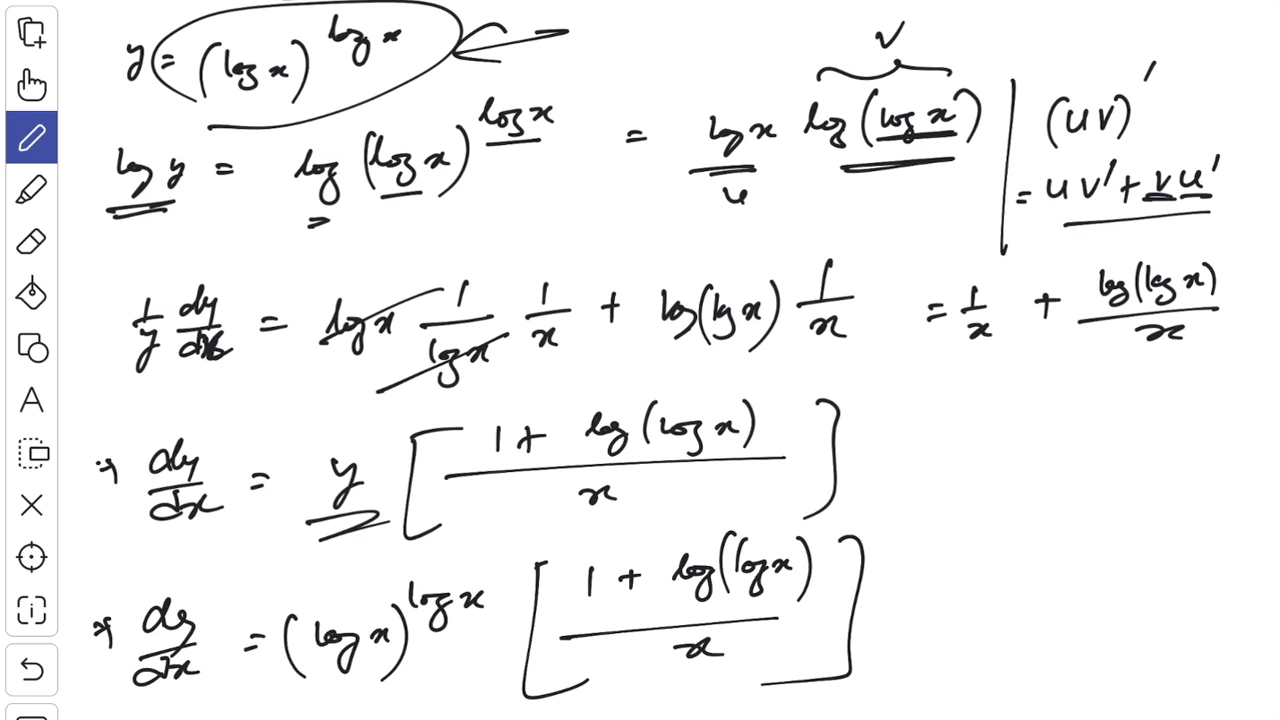 y = (log x)^log x
log y = log (log x)^log x = log x log (log x)
u
v
(uv)'
= uv' + vu'
1/y dy/dx = log x 1/log x 1/x + log(log x) 1/x = 1/x + log(log x)/x
⇒ dy/dx = y [1 + log (log x) / x]
⇒ dy/dx = (log x)^log x [1 + log(log x) / x]
A